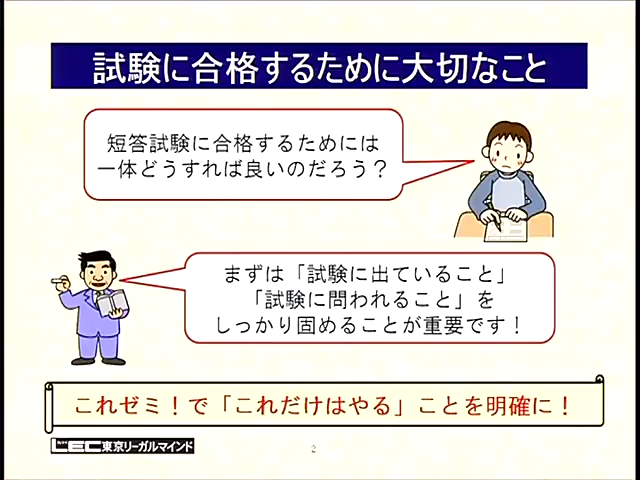 試験に合格するために大切なこと
短答試験に合格するためには
一体どうすれば良いのだろう？
まずは「試験に出ていること」
「試験に問われること」を
しっかり固めることが重要です！
これゼミ！で「これだけはやる」ことを明確に！
LEC東京リーガルマインド
2